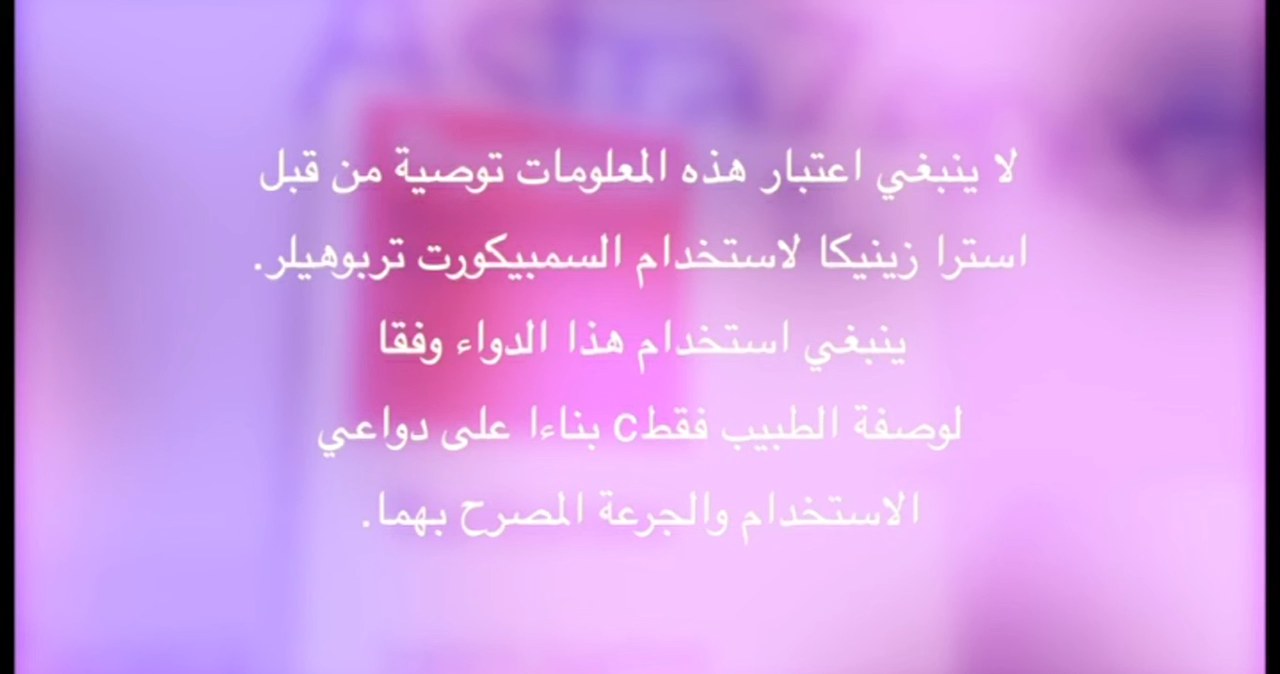 لا ينبغي اعتبار هذه المعلومات توصية من قبل
استرا زينيكا لاستخدام السمبيكورت تربوهيلر.
ينبغي استخدام هذا الدواء وفقا
لوصفة الطبيب فقطc بناءا على دواعي
الاستخدام والجرعة المصرح بهما.